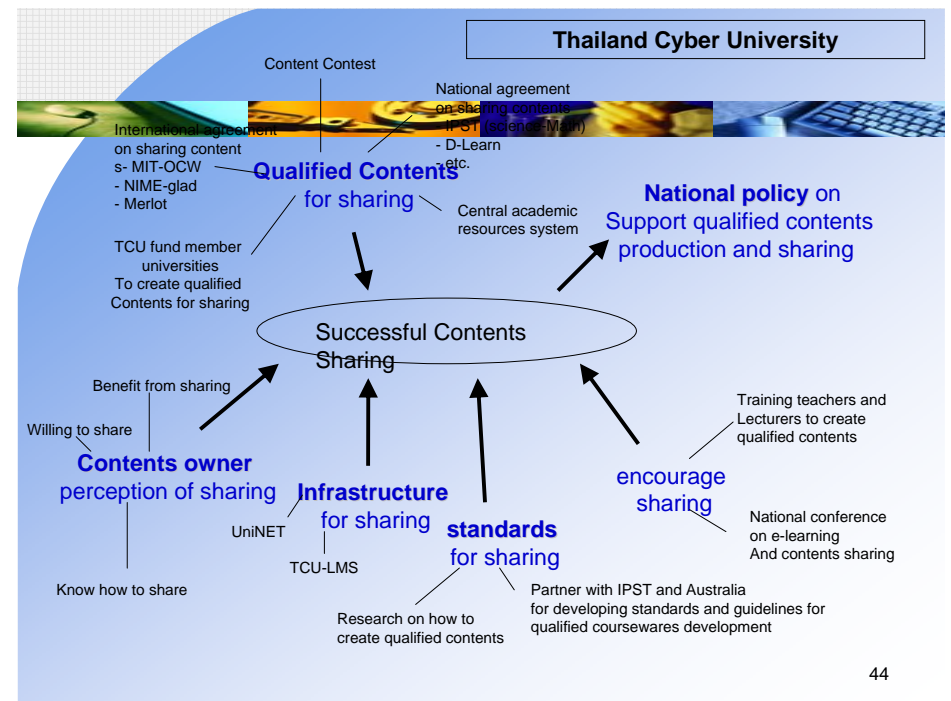 Thailand Cyber University
Content Contest
National agreement
on sharing contents
- IPST (science-Math)
- D-Learn
- etc.
International agreement
on sharing content
s- MIT-OCW
- NIME-glad
- Merlot
Qualified Contents
for sharing
Central academic
resources system
TCU fund member
universities
To create qualified
Contents for sharing
National policy on
Support qualified contents
production and sharing
Successful Contents
Sharing
Benefit from sharing
Willing to share
Contents owner
perception of sharing
Know how to share
Infrastructure
for sharing
UniNET
TCU-LMS
standards
for sharing
Research on how to
create qualified contents
Partner with IPST and Australia
for developing standards and guidelines for
qualified coursewares development
Training teachers and
Lecturers to create
qualified contents
encourage
sharing
National conference
on e-learning
And contents sharing
44